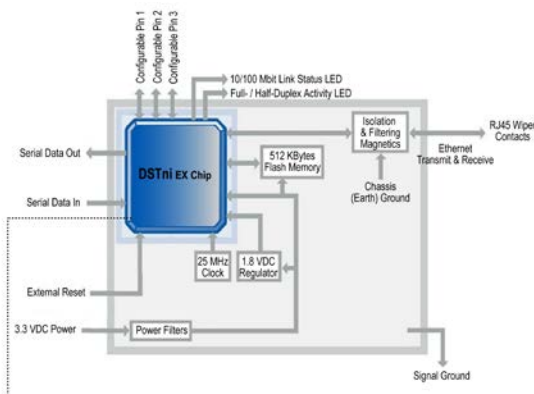 Configurable Pin 1
Configurable Pin 2
Configurable Pin 3
10/100 Mbit Link Status LED
Full- / Half-Duplex Activity LED
Isolation
& Filtering
Magnetics
RJ45 Wiper
Contacts
Ethernet
Transmit & Receive
Serial Data Out
DSTni EX Chip
512 KBytes
Flash Memory
Chassis
(Earth) Ground
Serial Data In
25 MHz
Clock
1.8 VDC
Regulator
External Reset
3.3 VDC Power
Power Filters
Signal Ground